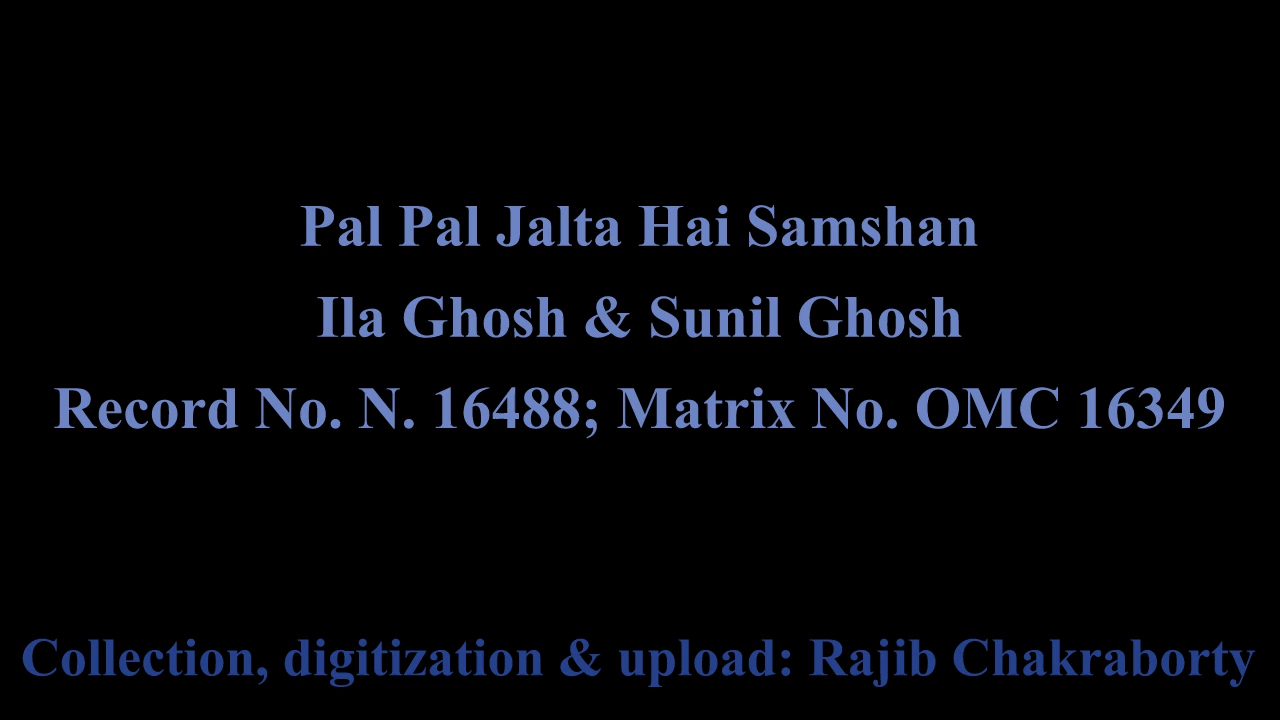 Pal Pal Jalta Hai Samshan
Ila Ghosh & Sunil Ghosh
Record No. N. 16488; Matrix No. OMC 16349
Collection, digitization & upload: Rajib Chakraborty